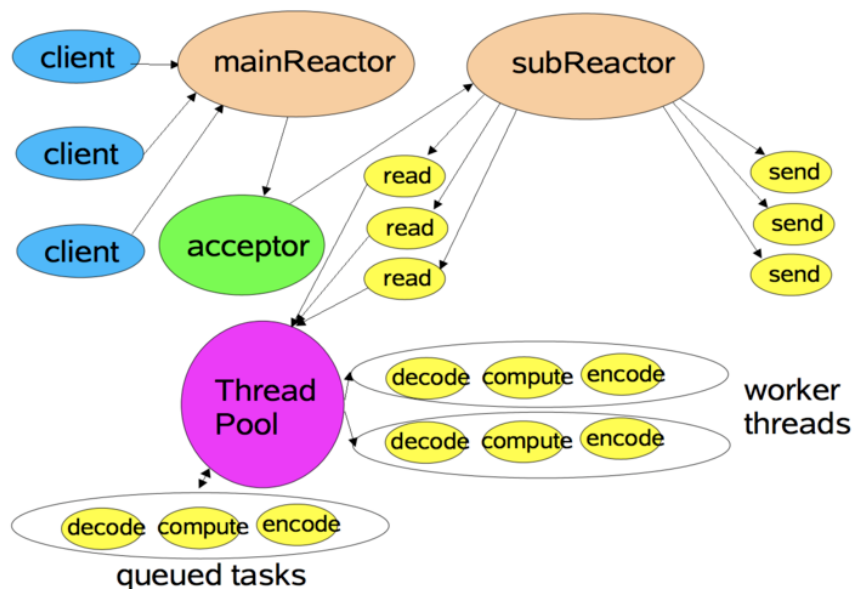 client
mainReactor
subReactor
client
client
acceptor
read
read
read
send
send
send
Thread
Pool
decode compute encode
decode compute encode
worker
threads
decode compute encode
queued tasks